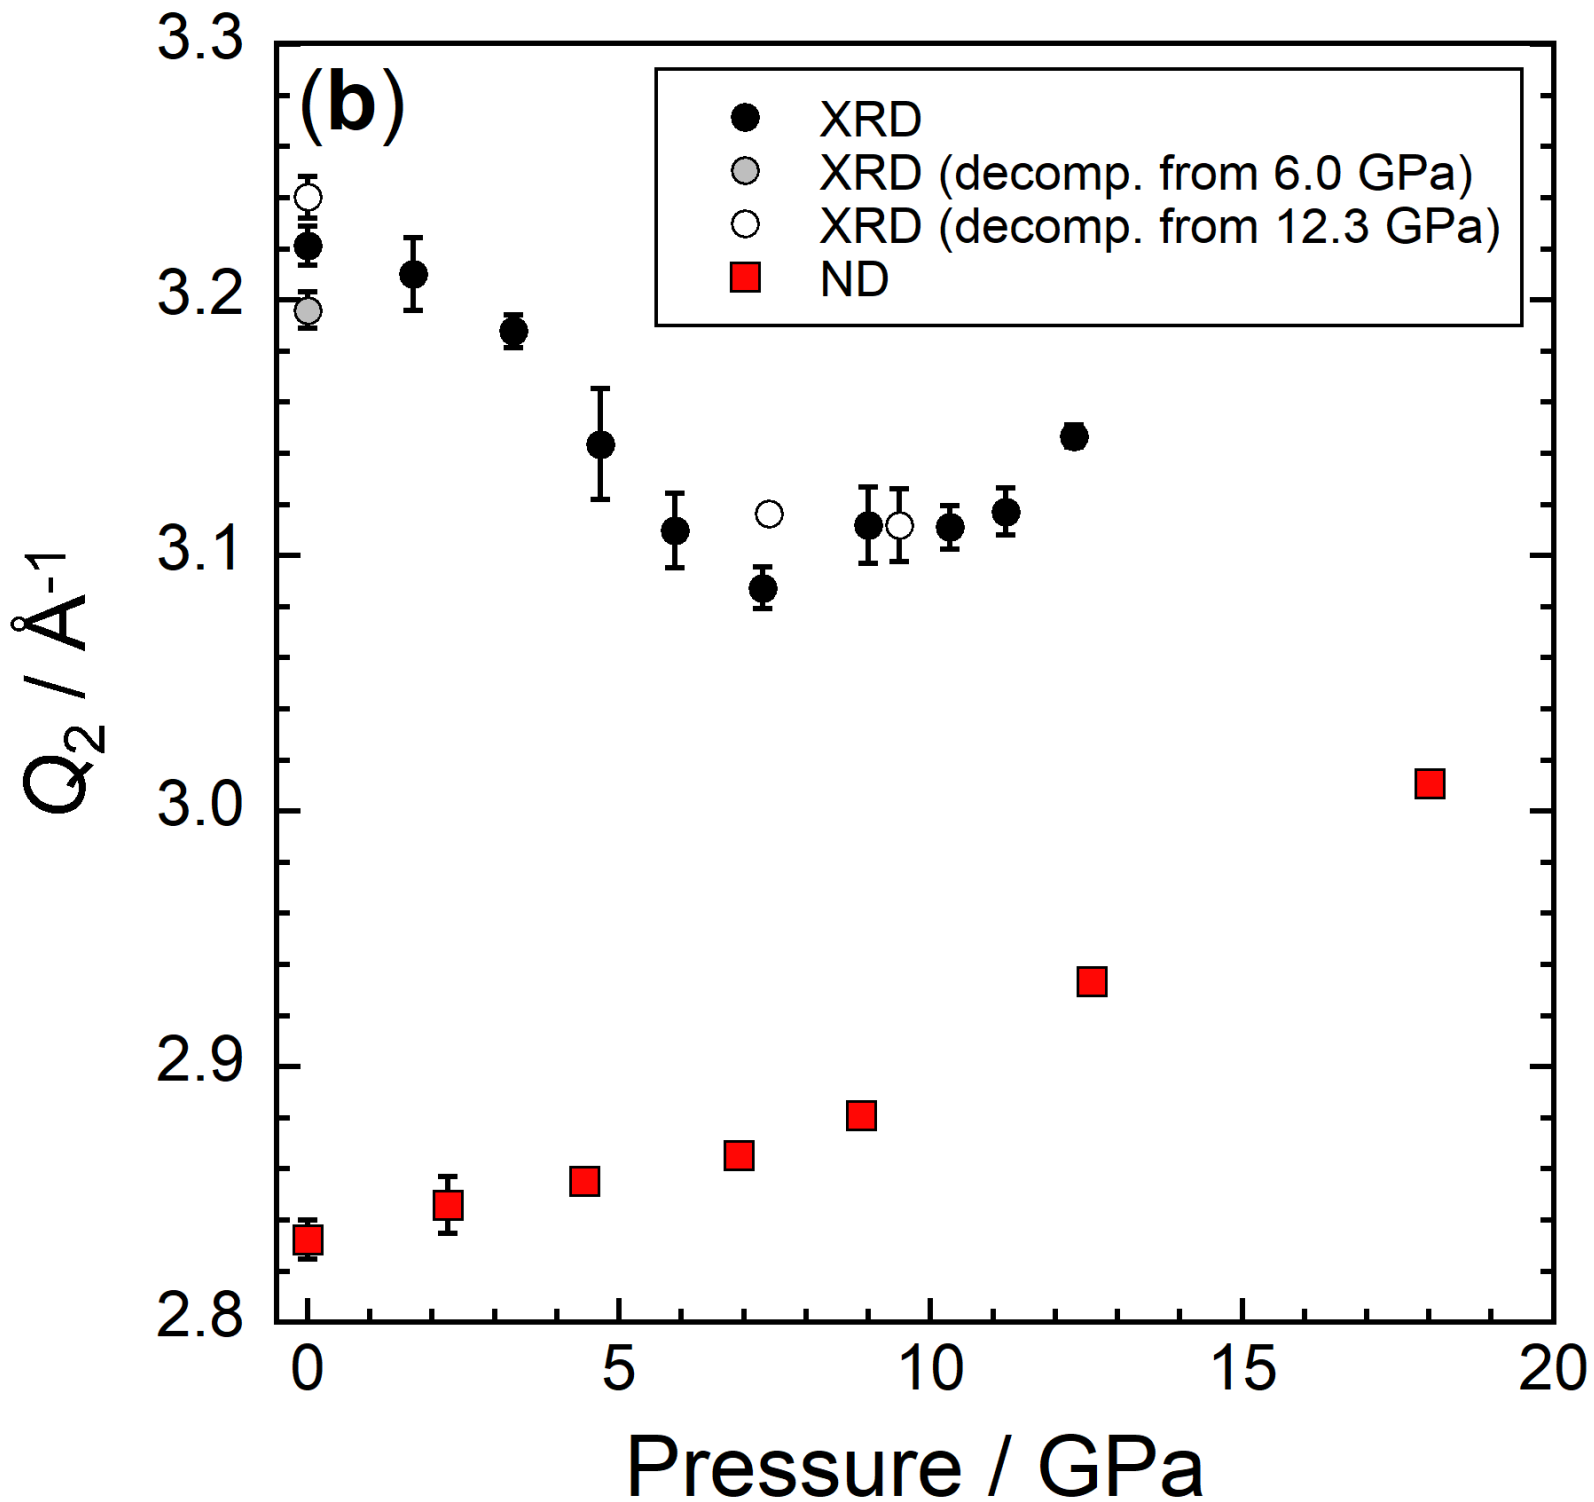 (b)
XRD
XRD (decomp. from 6.0 GPa)
XRD (decomp. from 12.3 GPa)
ND
3.3
3.2
3.1
3.0
2.9
2.8
Q2 / Å-1
0 5 10 15 20
Pressure / GPa